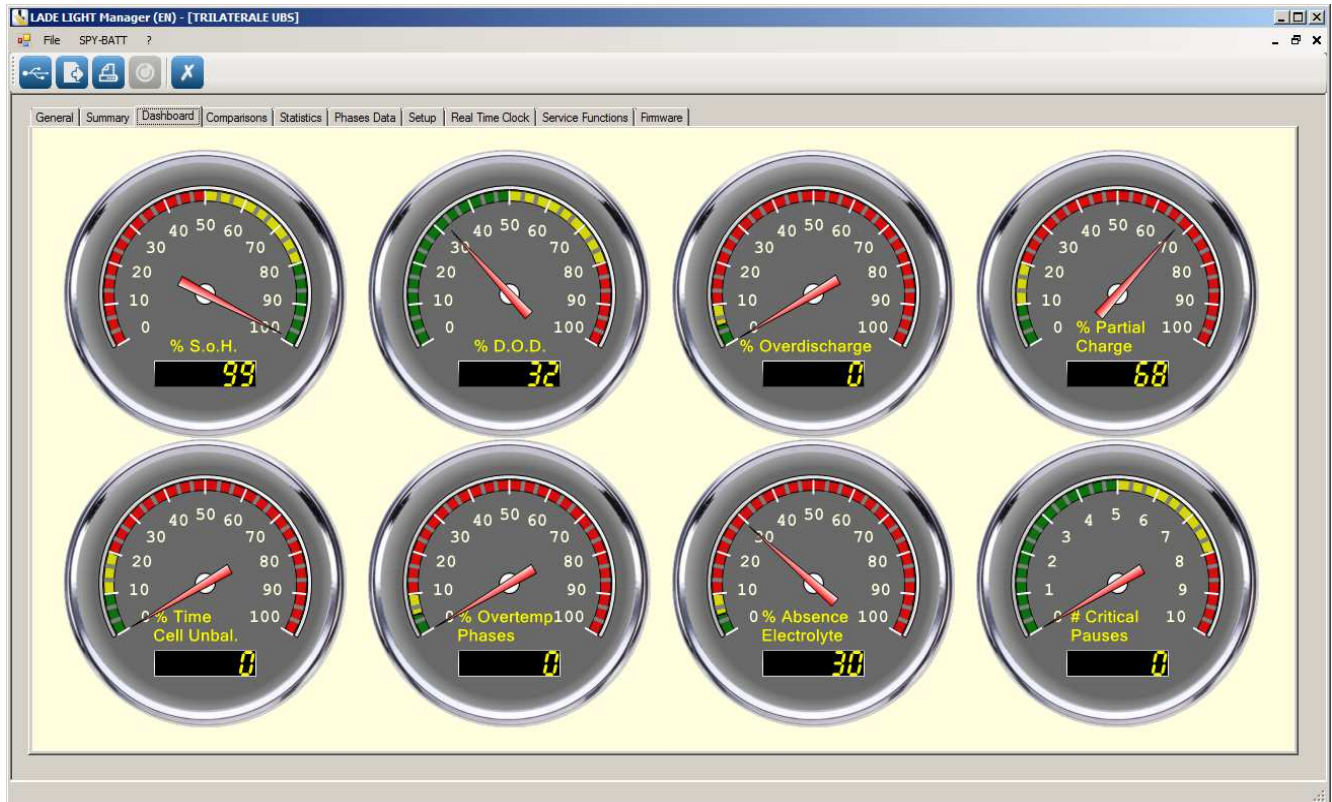 LADE LIGHT Manager (EN) - [TRILATERALE UBS]
File SPY-BATT ?
General Summary Dashboard Comparisons Statistics Phases Data Setup Real Time Clock Service Functions Firmware
0 10 20 30 40 50 60 70 80 90 100
% S.o.H.
99
0 10 20 30 40 50 60 70 80 90 100
% D.O.D.
32
0 10 20 30 40 50 60 70 80 90 100
% Overdischarge
0
0 10 20 30 40 50 60 70 80 90 100
% Partial
Charge
68
0 10 20 30 40 50 60 70 80 90 100
% Time
Cell Unbal.
0
0 10 20 30 40 50 60 70 80 90 100
% Overtemp
Phases
0
0 10 20 30 40 50 60 70 80 90 100
% Absence
Electrolyte
30
0 1 2 3 4 5 6 7 8 9 10
# Critical
Pauses
0